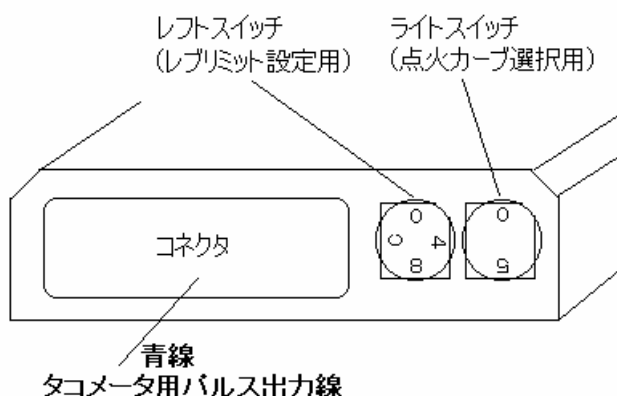 レフトスイッチ
（レブリミット設定用）
ライトスイッチ
（点火カーブ選択用）
コネクタ
0
4
8
C
0
5
青線
タコメータ用パルス出力線